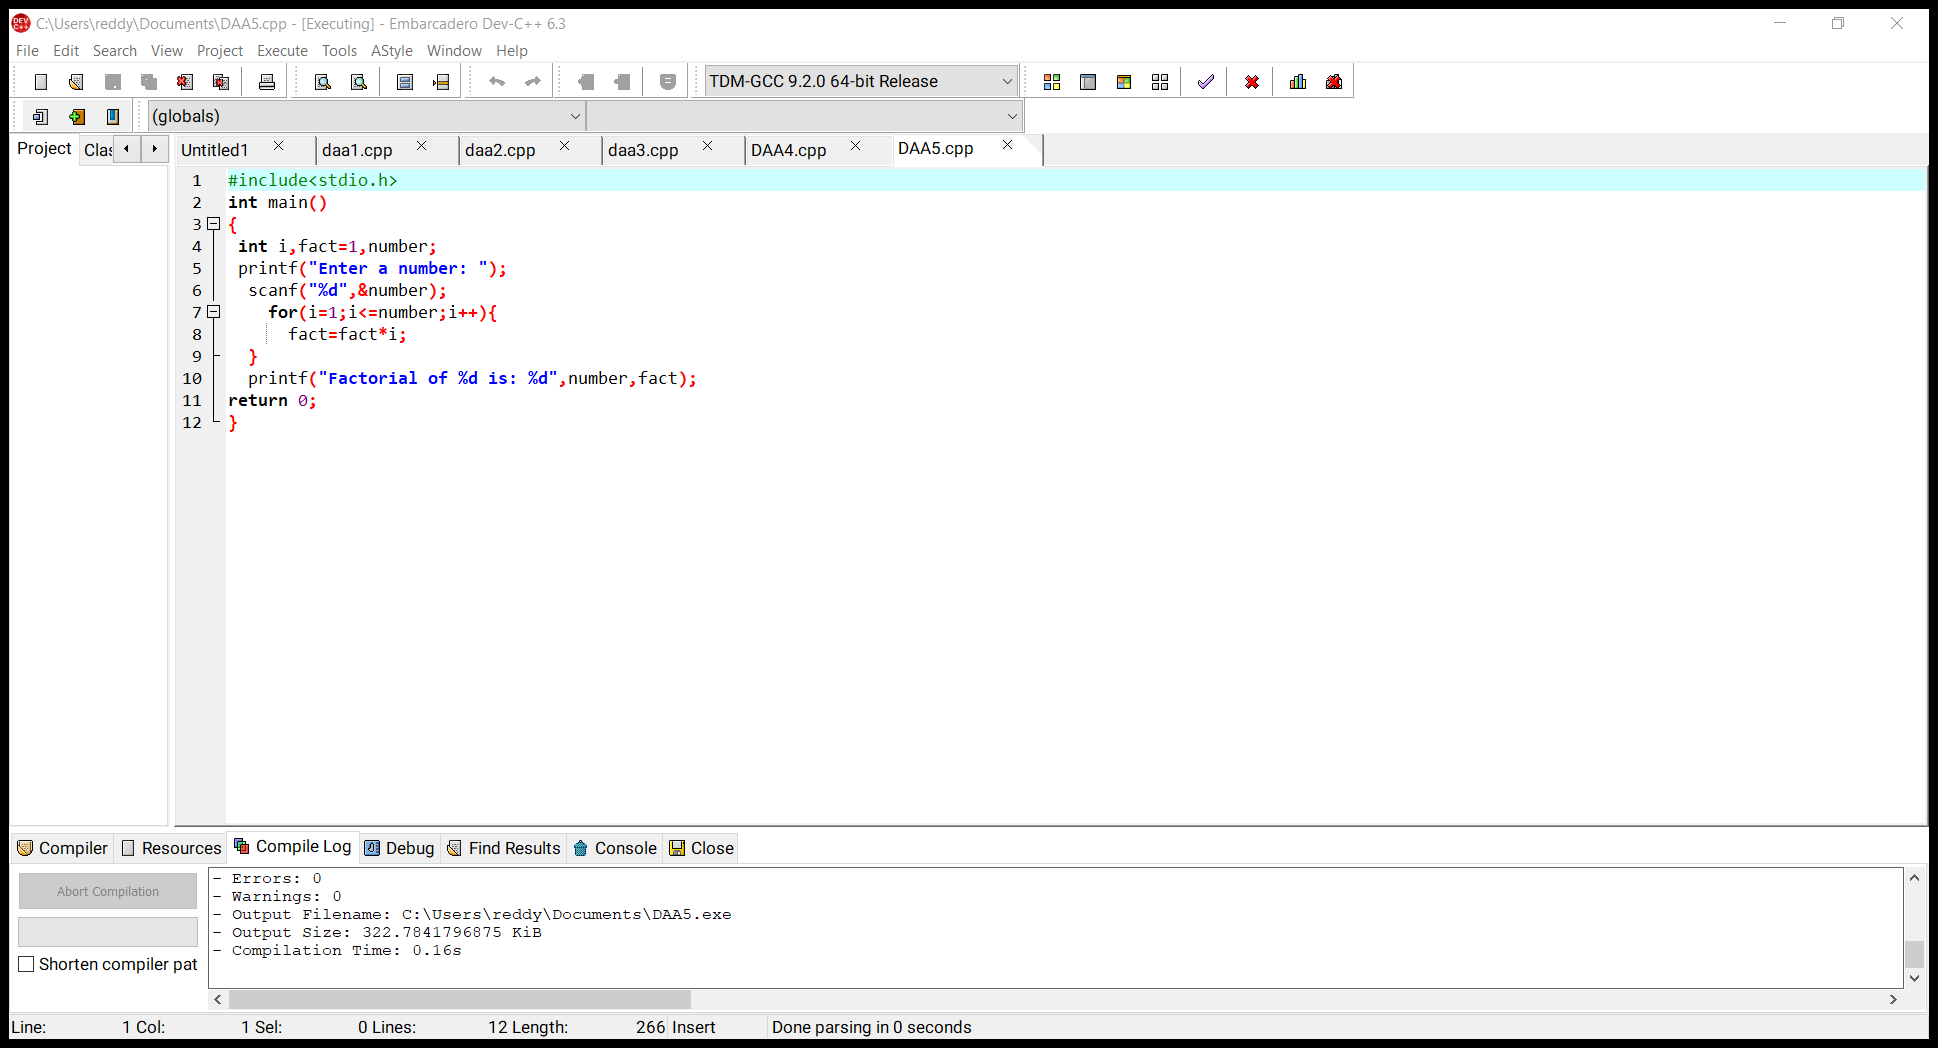 C:\Users\reddy\Documents\DAA5.cpp - [Executing] - Embarcadero Dev-C++ 6.3
File Edit Search View Project Execute Tools AStyle Window Help
TDM-GCC 9.2.0 64-bit Release
(globals)
Project Clas Untitled1 daa1.cpp daa2.cpp daa3.cpp DAA4.cpp DAA5.cpp
1 #include<stdio.h>
2 int main()
3 {
4 int i,fact=1,number;
5 printf("Enter a number: ");
6 scanf("%d",&number);
7 for(i=1;i<=number;i++){
8 fact=fact*i;
9 }
10 printf("Factorial of %d is: %d",number,fact);
11 return 0;
12 }
Compiler Resources Compile Log Debug Find Results Console Close
Abort Compilation
Shorten compiler pat
- Errors: 0
- Warnings: 0
- Output Filename: C:\Users\reddy\Documents\DAA5.exe
- Output Size: 322.7841796875 KiB
- Compilation Time: 0.16s
Line: 1 Col: 1 Sel: 0 Lines: 12 Length: 266 Insert Done parsing in 0 seconds